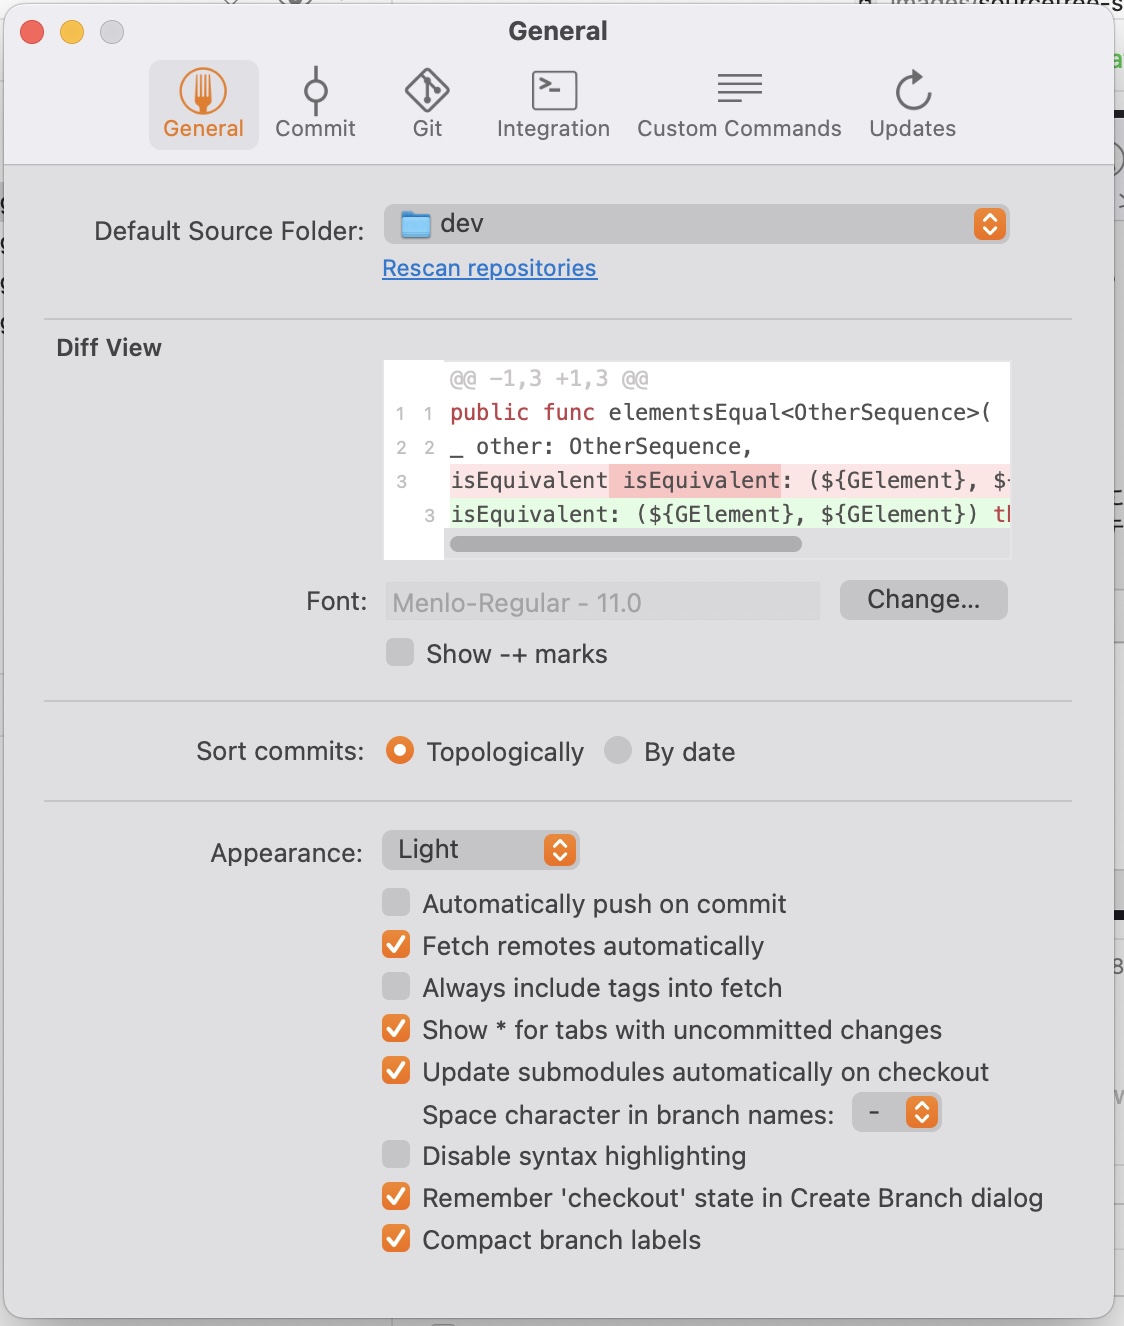 General
General
Commit
Git
Integration
Custom Commands
Updates
Default Source Folder:
dev
Rescan repositories
Diff View
@@ -1,3 +1,3 @@
1 1 public func elementsEqual<OtherSequence>(
2 2 _ other: OtherSequence,
3 isEquivalent isEquivalent: (${GElement}, $
3 isEquivalent: (${GElement}, ${GElement}) th
Font:
Menlo-Regular - 11.0
Change...
Show -+ marks
Sort commits:
Topologically
By date
Appearance:
Light
Automatically push on commit
Fetch remotes automatically
Always include tags into fetch
Show * for tabs with uncommitted changes
Update submodules automatically on checkout
Space character in branch names: -
Disable syntax highlighting
Remember 'checkout' state in Create Branch dialog
Compact branch labels